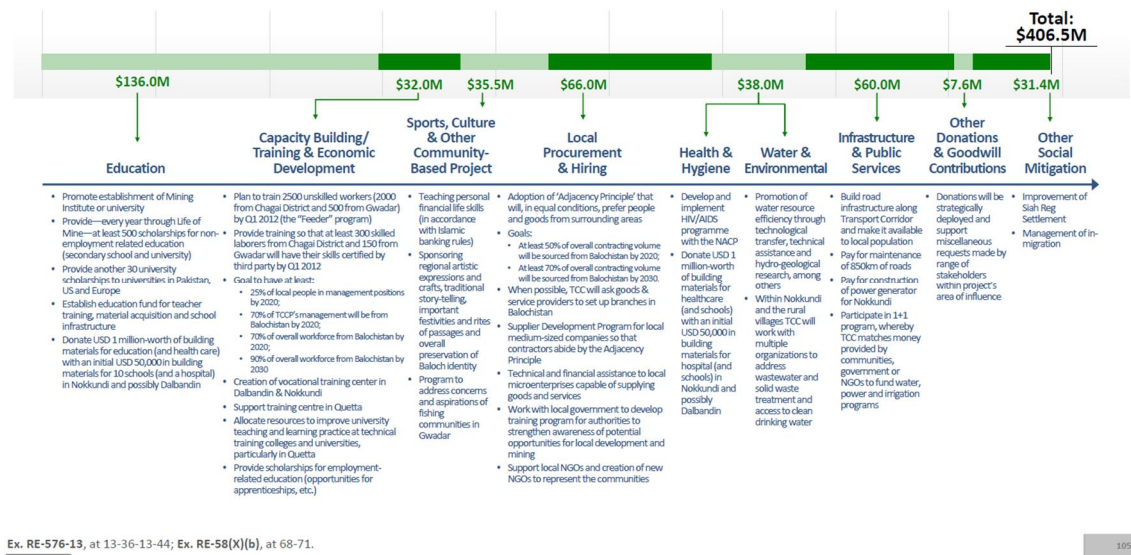 Total:
$406.5M
$136.0M
$32.0M
$35.5M
$66.0M
$38.0M
$60.0M
$7.6M
$31.4M
Education
• Promote establishment of Mining
Institute or university
• Provide—every year through Life of
Mine—at least 500 scholarships for non-
employment related education
(secondary school and university)
• Provide another 30 university
scholarships to universities in Pakistan,
US and Europe
• Establish education fund for teacher
training, material acquisition and school
infrastructure
• Donate USD 1 million-worth of building
materials for education (and health care)
with an initial USD 50,000 in building
materials for 10 schools (and a hospital)
in Nokkundi and possibly Dalbandin
Capacity Building/
Training & Economic
Development
• Plan to train 2500 unskilled workers (2000
from Chagai District and 500 from Gwadar)
by Q1 2012 (the "Feeder" program)
• Provide training so that at least 300 skilled
laborers from Chagai District and 150 from
Gwadar will have their skills certified by
third party by Q1 2012
• Goal to have at least:
• 25% of local people in management positions
by 2020;
• 70% of TCCP's management will be from
Balochistan by 2023;
• 70% of overall workforce from Balochistan by
2020;
• 90% of overall workforce from Balochistan by
2030
• Creation of vocational training center in
Dalbandin & Nokkundi
• Support training centre in Quetta
• Allocate resources to improve university
teaching and learning practice at technical
training colleges and universities,
particularly in Quetta
• Provide scholarships for employment-
related education (opportunities for
apprenticeships, etc.)
Sports, Culture
& Other
Community-
Based Project
• Teaching personal
financial life skills
(in accordance
with Islamic
banking rules)
• Sponsoring
regional artistic
expressions and
crafts, traditional
story-telling,
important
festivities and rites
of passages and
overall
preservation of
Baloch identity
• Program to
address concerns
and aspirations of
fishing
communities in
Gwadar
Local
Procurement
& Hiring
• Adoption of 'Adjacency Principle' that
will, in equal conditions, prefer people
and goods from surrounding areas
• Goals:
• At least 50% of overall contracting volume
will be sourced from Balochistan by 2020;
• At least 70% of overall contracting volume
will be sourced from Balochistan by 2030.
• When possible, TCC will ask goods &
service providers to set up branches in
Balochistan
• Supplier Development Program for local
medium-sized companies so that
contractors abide by the Adjacency
Principle
• Technical and financial assistance to local
microenterprises capable of supplying
goods and services
• Work with local government to develop
training program for authorities to
strengthen awareness of potential
opportunities for local development and
mining
• Support local NGOs and creation of new
NGOs to represent the communities
Health &
Hygiene
• Develop and
implement
HIV/AIDS
programme
with the NACP
• Donate USD 1
million-worth
of building
materials for
healthcare
(and schools)
with an initial
USD 50,000 in
building
materials for
hospital (and
schools) in
Nokkundi and
possibly
Dalbandin
Water &
Environmental
• Promotion of
water resource
efficiency through
technological
transfer, technical
assistance and
hydro-geological
research, among
others
• Within Nokkundi
and the rural
villages TCC will
work with
multiple
organizations to
address
wastewater and
solid waste
treatment and
access to clean
drinking water
Infrastructure
& Public
Services
• Build road
infrastructure along
Transport Corridor
and make it available
to local population
• Pay for maintenance
of 850km of roads
• Pay for construction
of power generator
for Nokkundi
• Participate in 1+1
program, whereby
TCC matches money
provided by
communities,
government or
NGOs to fund water,
power and irrigation
programs
Other
Donations
& Goodwill
Contributions
• Donations will be
strategically
deployed and
support
miscellaneous
requests made by
range of
stakeholders
within project's
area of influence
Other
Social
Mitigation
• Improvement of
Siah Reg
Settlement
• Management of in-
migration
Ex. RE-576-13, at 13-36-13-44; Ex. RE-58(X)(b), at 68-71.
105